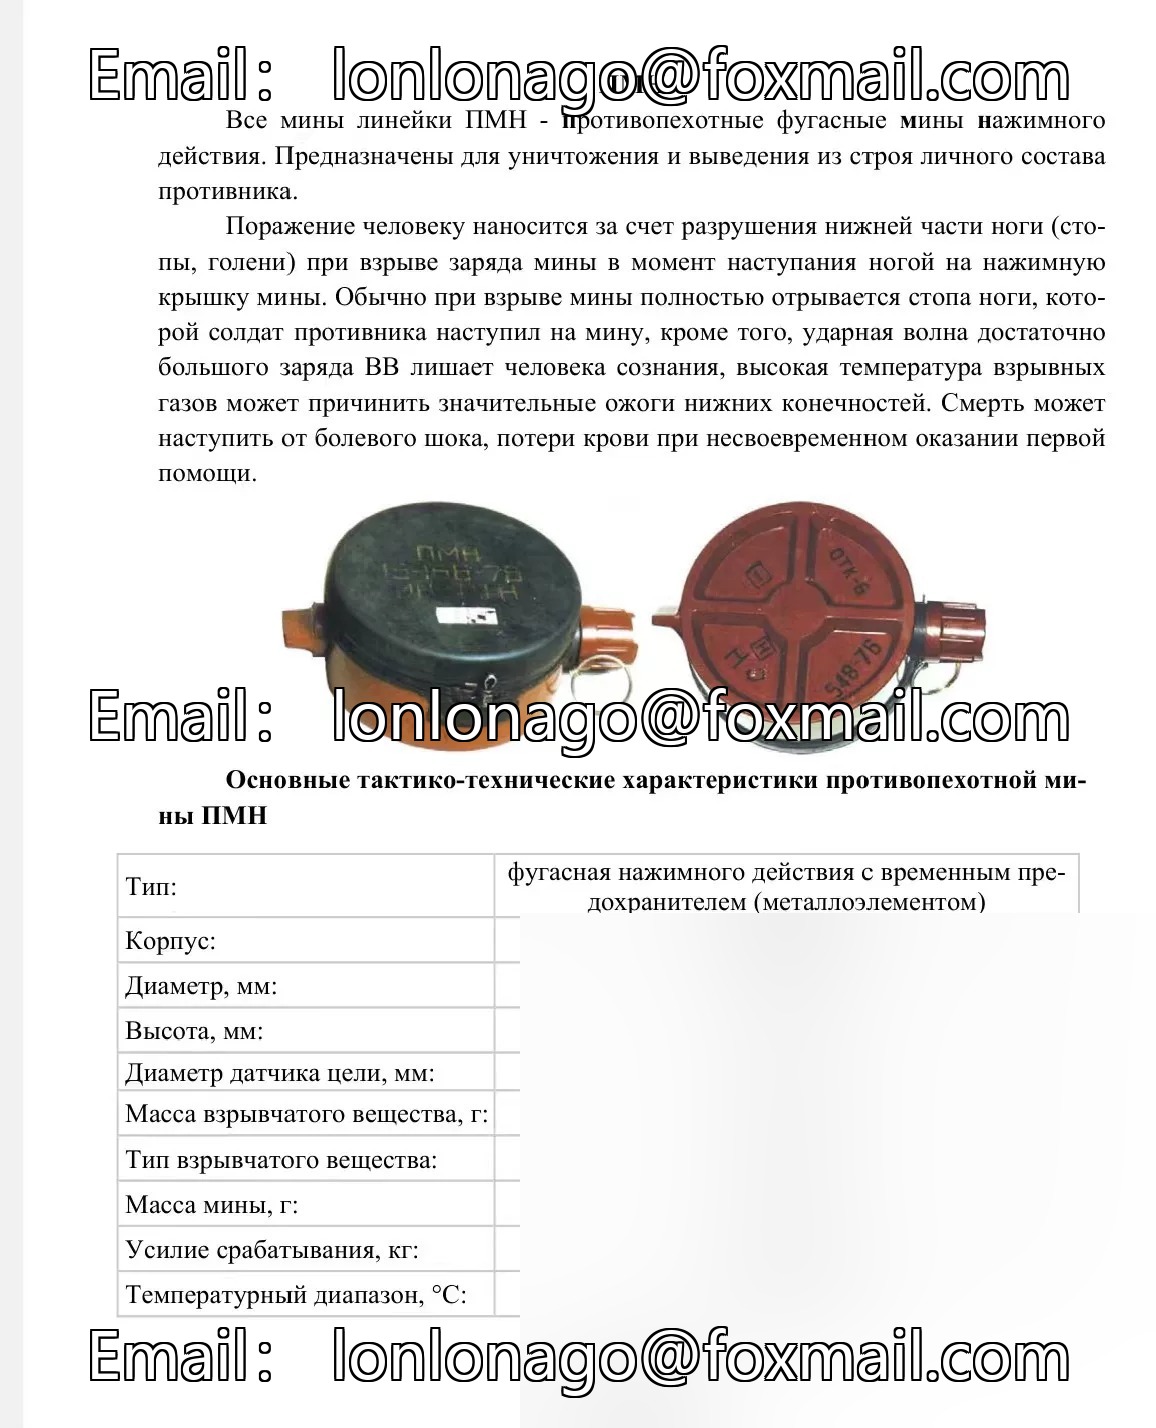 Email： lonlonago@foxmail.com
Все мины линейки ПМН - противопехотные фугасные мины нажимного
действия. Предназначены для уничтожения и выведения из строя личного состава
противника.
Поражение человеку наносится за счет разрушения нижней части ноги (сто-
пы, голени) при взрыве заряда мины в момент наступания ногой на нажимную
крышку мины. Обычно при взрыве мины полностью отрывается стопа ноги, кото-
рой солдат противника наступил на мину, кроме того, ударная волна достаточно
большого заряда ВВ лишает человека сознания, высокая температура взрывных
газов может причинить значительные ожоги нижних конечностей. Смерть может
наступить от болевого шока, потери крови при несвоевременном оказании первой
помощи.
ПМН
ОТК-6
Н
548-76
Email： lonlonago@foxmail.com
Основные тактико-технические характеристики противопехотной ми-
ны ПМН
Тип: фугасная нажимного действия с временным пре-
дохранителем (металлоэлементом)
Корпус:
Диаметр, мм:
Высота, мм:
Диаметр датчика цели, мм:
Масса взрывчатого вещества, г:
Тип взрывчатого вещества:
Масса мины, г:
Усилие срабатывания, кг:
Температурный диапазон, °С:
Email： lonlonago@foxmail.com